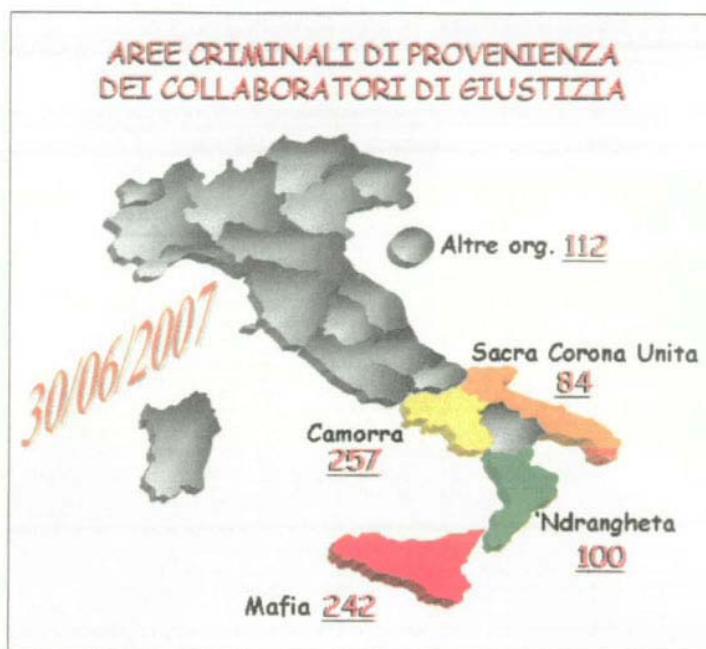 AREE CRIMINALI DI PROVENIENZA
DEI COLLABORATORI DI GIUSTIZIA
Altre org. 112
30/06/2007
Sacra Corona Unita
84
Camorra
257
'Ndrangheta
100
Mafia 242